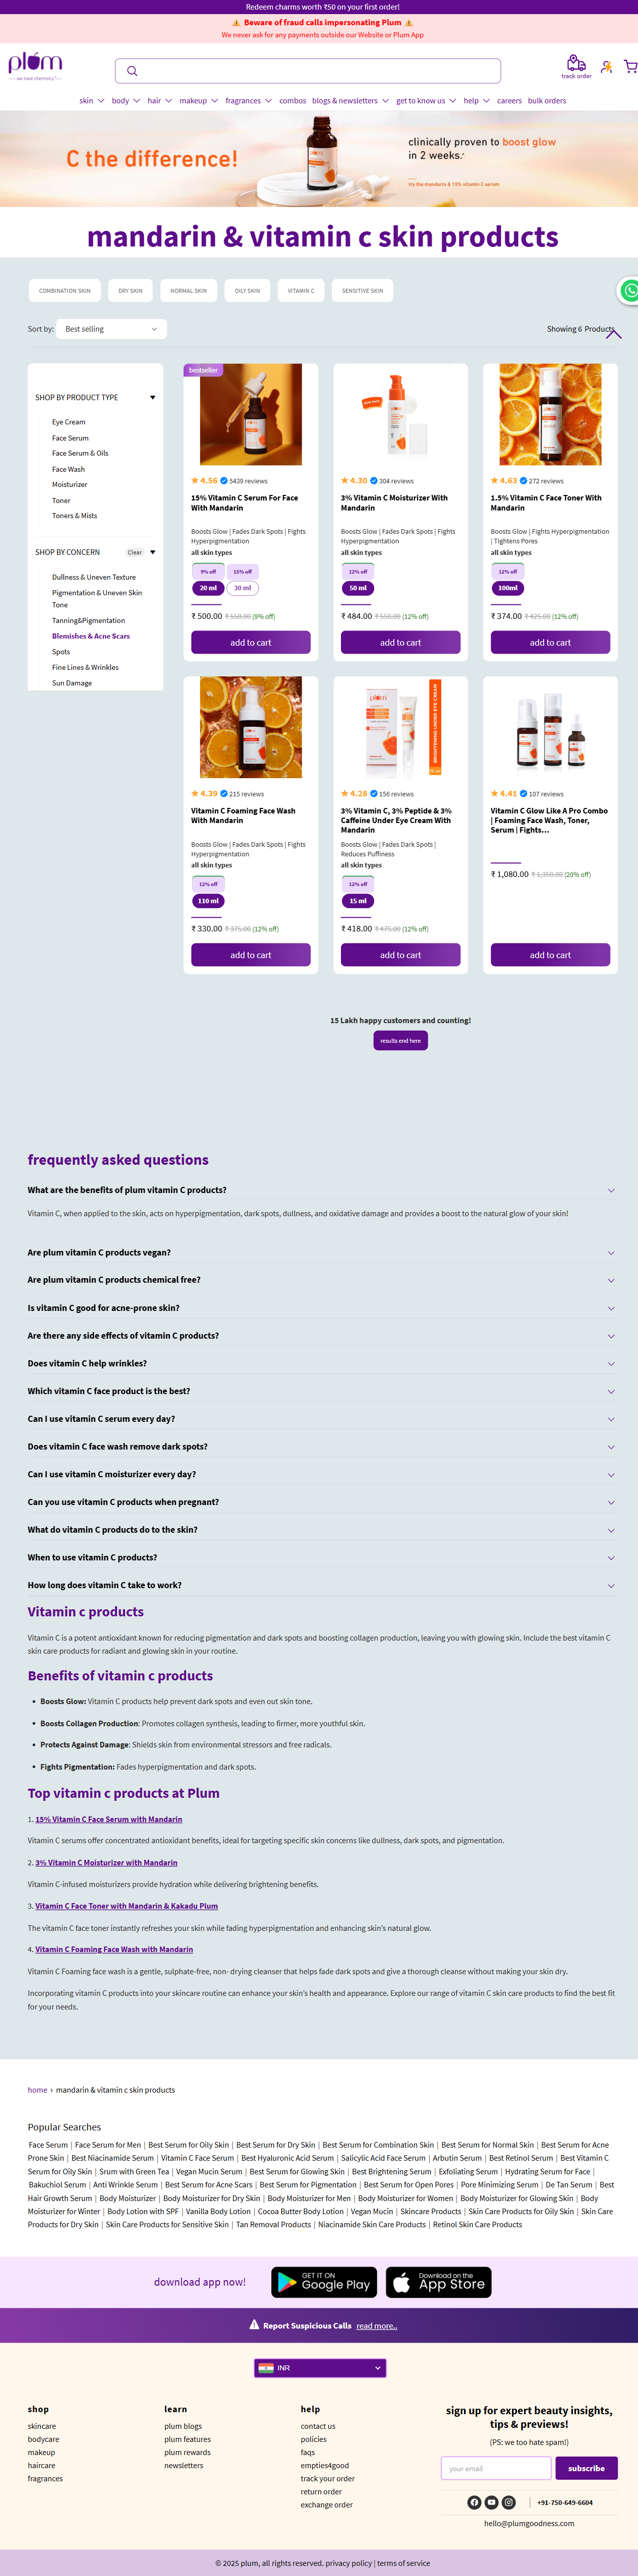 Redeem charms worth ₹50 on your first order!
Beware of fraud calls impersonating Plum
We never ask for any payments outside our Website or Plum App
plum
we have chemistry
track order
skin body hair makeup fragrances combos blogs & newsletters get to know us help careers bulk orders
C the difference!
clinically proven to boost glow
in 2 weeks.
try the mandarin & 15% vitamin C serum
mandarin & vitamin c skin products
COMBINATION SKIN DRY SKIN NORMAL SKIN OILY SKIN VITAMIN C SENSITIVE SKIN
Sort by: Best selling
Showing 6 Products
SHOP BY PRODUCT TYPE
Eye Cream
Face Serum
Face Serum & Oils
Face Wash
Moisturizer
Toner
Toners & Mists
SHOP BY CONCERN Clear
Dullness & Uneven Texture
Pigmentation & Uneven Skin
Tone
Tanning&Pigmentation
Blemishes & Acne Scars
Spots
Fine Lines & Wrinkles
Sun Damage
bestseller
4.56 5439 reviews
15% Vitamin C Serum For Face
With Mandarin
Boosts Glow | Fades Dark Spots | Fights
Hyperpigmentation
all skin types
9% off 15% off
20 ml 30 ml
₹ 500.00 ₹ 550.00 (9% off)
add to cart
4.30 304 reviews
3% Vitamin C Moisturizer With
Mandarin
Boosts Glow | Fades Dark Spots | Fights
Hyperpigmentation
all skin types
12% off
50 ml
₹ 484.00 ₹ 550.00 (12% off)
add to cart
4.63 272 reviews
1.5% Vitamin C Face Toner With
Mandarin
Boosts Glow | Fights Hyperpigmentation
| Tightens Pores
all skin types
12% off
100ml
₹ 374.00 ₹ 425.00 (12% off)
add to cart
4.39 215 reviews
Vitamin C Foaming Face Wash
With Mandarin
Boosts Glow | Fades Dark Spots | Fights
Hyperpigmentation
all skin types
12% off
110 ml
₹ 330.00 ₹ 375.00 (12% off)
add to cart
plum
BRIGHTENING UNDER EYE CREAM
4.28 156 reviews
3% Vitamin C, 3% Peptide & 3%
Caffeine Under Eye Cream With
Mandarin
Boosts Glow | Fades Dark Spots |
Reduces Puffiness
all skin types
12% off
15 ml
₹ 418.00 ₹ 475.00 (12% off)
add to cart
4.41 107 reviews
Vitamin C Glow Like A Pro Combo
| Foaming Face Wash, Toner,
Serum | Fights...
₹ 1,080.00 ₹ 1,350.00 (20% off)
add to cart
15 Lakh happy customers and counting!
results end here
frequently asked questions
What are the benefits of plum vitamin C products?
Vitamin C, when applied to the skin, acts on hyperpigmentation, dark spots, dullness, and oxidative damage and provides a boost to the natural glow of your skin!
Are plum vitamin C products vegan?
Are plum vitamin C products chemical free?
Is vitamin C good for acne-prone skin?
Are there any side effects of vitamin C products?
Does vitamin C help wrinkles?
Which vitamin C face product is the best?
Can I use vitamin C serum every day?
Does vitamin C face wash remove dark spots?
Can I use vitamin C moisturizer every day?
Can you use vitamin C products when pregnant?
What do vitamin C products do to the skin?
When to use vitamin C products?
How long does vitamin C take to work?
Vitamin c products
Vitamin C is a potent antioxidant known for reducing pigmentation and dark spots and boosting collagen production, leaving you with glowing skin. Include the best vitamin C
skin care products for radiant and glowing skin in your routine.
Benefits of vitamin c products
• Boosts Glow: Vitamin C products help prevent dark spots and even out skin tone.
• Boosts Collagen Production: Promotes collagen synthesis, leading to firmer, more youthful skin.
• Protects Against Damage: Shields skin from environmental stressors and free radicals.
• Fights Pigmentation: Fades hyperpigmentation and dark spots.
Top vitamin c products at Plum
1. 15% Vitamin C Face Serum with Mandarin
Vitamin C serums offer concentrated antioxidant benefits, ideal for targeting specific skin concerns like dullness, dark spots, and pigmentation.
2. 3% Vitamin C Moisturizer with Mandarin
Vitamin C-infused moisturizers provide hydration while delivering brightening benefits.
3. Vitamin C Face Toner with Mandarin & Kakadu Plum
The vitamin C face toner instantly refreshes your skin while fading hyperpigmentation and enhancing skin's natural glow.
4. Vitamin C Foaming Face Wash with Mandarin
Vitamin C Foaming Face wash is a gentle, sulphate-free, non- drying cleanser that helps fade dark spots and give a thorough cleanse without making your skin dry.
Incorporating vitamin C products into your skincare routine can enhance your skin's health and appearance. Explore our range of vitamin C skin care products to find the best fit
for your needs.
home › mandarin & vitamin c skin products
Popular Searches
Face Serum | Face Serum for Men | Best Serum for Oily Skin | Best Serum for Dry Skin | Best Serum for Combination Skin | Best Serum for Normal Skin | Best Serum for Acne
Prone Skin | Best Niacinamide Serum | Vitamin C Face Serum | Best Hyaluronic Acid Serum | Salicylic Acid Face Serum | Arbutin Serum | Best Retinol Serum | Best Vitamin C
Serum for Oily Skin | Srum with Green Tea | Vegan Mucin Serum | Best Serum for Glowing Skin | Best Brightening Serum | Exfoliating Serum | Hydrating Serum for Face |
Bakuchiol Serum | Anti Wrinkle Serum | Best Serum for Acne Scars | Best Serum for Pigmentation | Best Serum for Open Pores | Pore Minimizing Serum | De Tan Serum | Best
Hair Growth Serum | Body Moisturizer | Body Moisturizer for Dry Skin | Body Moisturizer for Men | Body Moisturizer for Women | Body Moisturizer for Glowing Skin | Body
Moisturizer for Winter | Body Lotion with SPF | Vanilla Body Lotion | Cocoa Butter Body Lotion | Vegan Mucin | Skincare Products | Skin Care Products for Oily Skin | Skin Care
Products for Dry Skin | Skin Care Products for Sensitive Skin | Tan Removal Products | Niacinamide Skin Care Products | Retinol Skin Care Products
download app now!
GET IT ON
Google Play
Download on the
App Store
Report Suspicious Calls read more..
INR
shop
skincare
bodycare
makeup
haircare
fragrances
learn
plum blogs
plum features
plum rewards
newsletters
help
contact us
policies
faqs
empties4good
track your order
return order
exchange order
sign up for expert beauty insights,
tips & previews!
(PS: we too hate spam!)
your email
subscribe
+91-750-649-6604
hello@plumgoodness.com
© 2025 plum, all rights reserved. privacy policy | terms of service